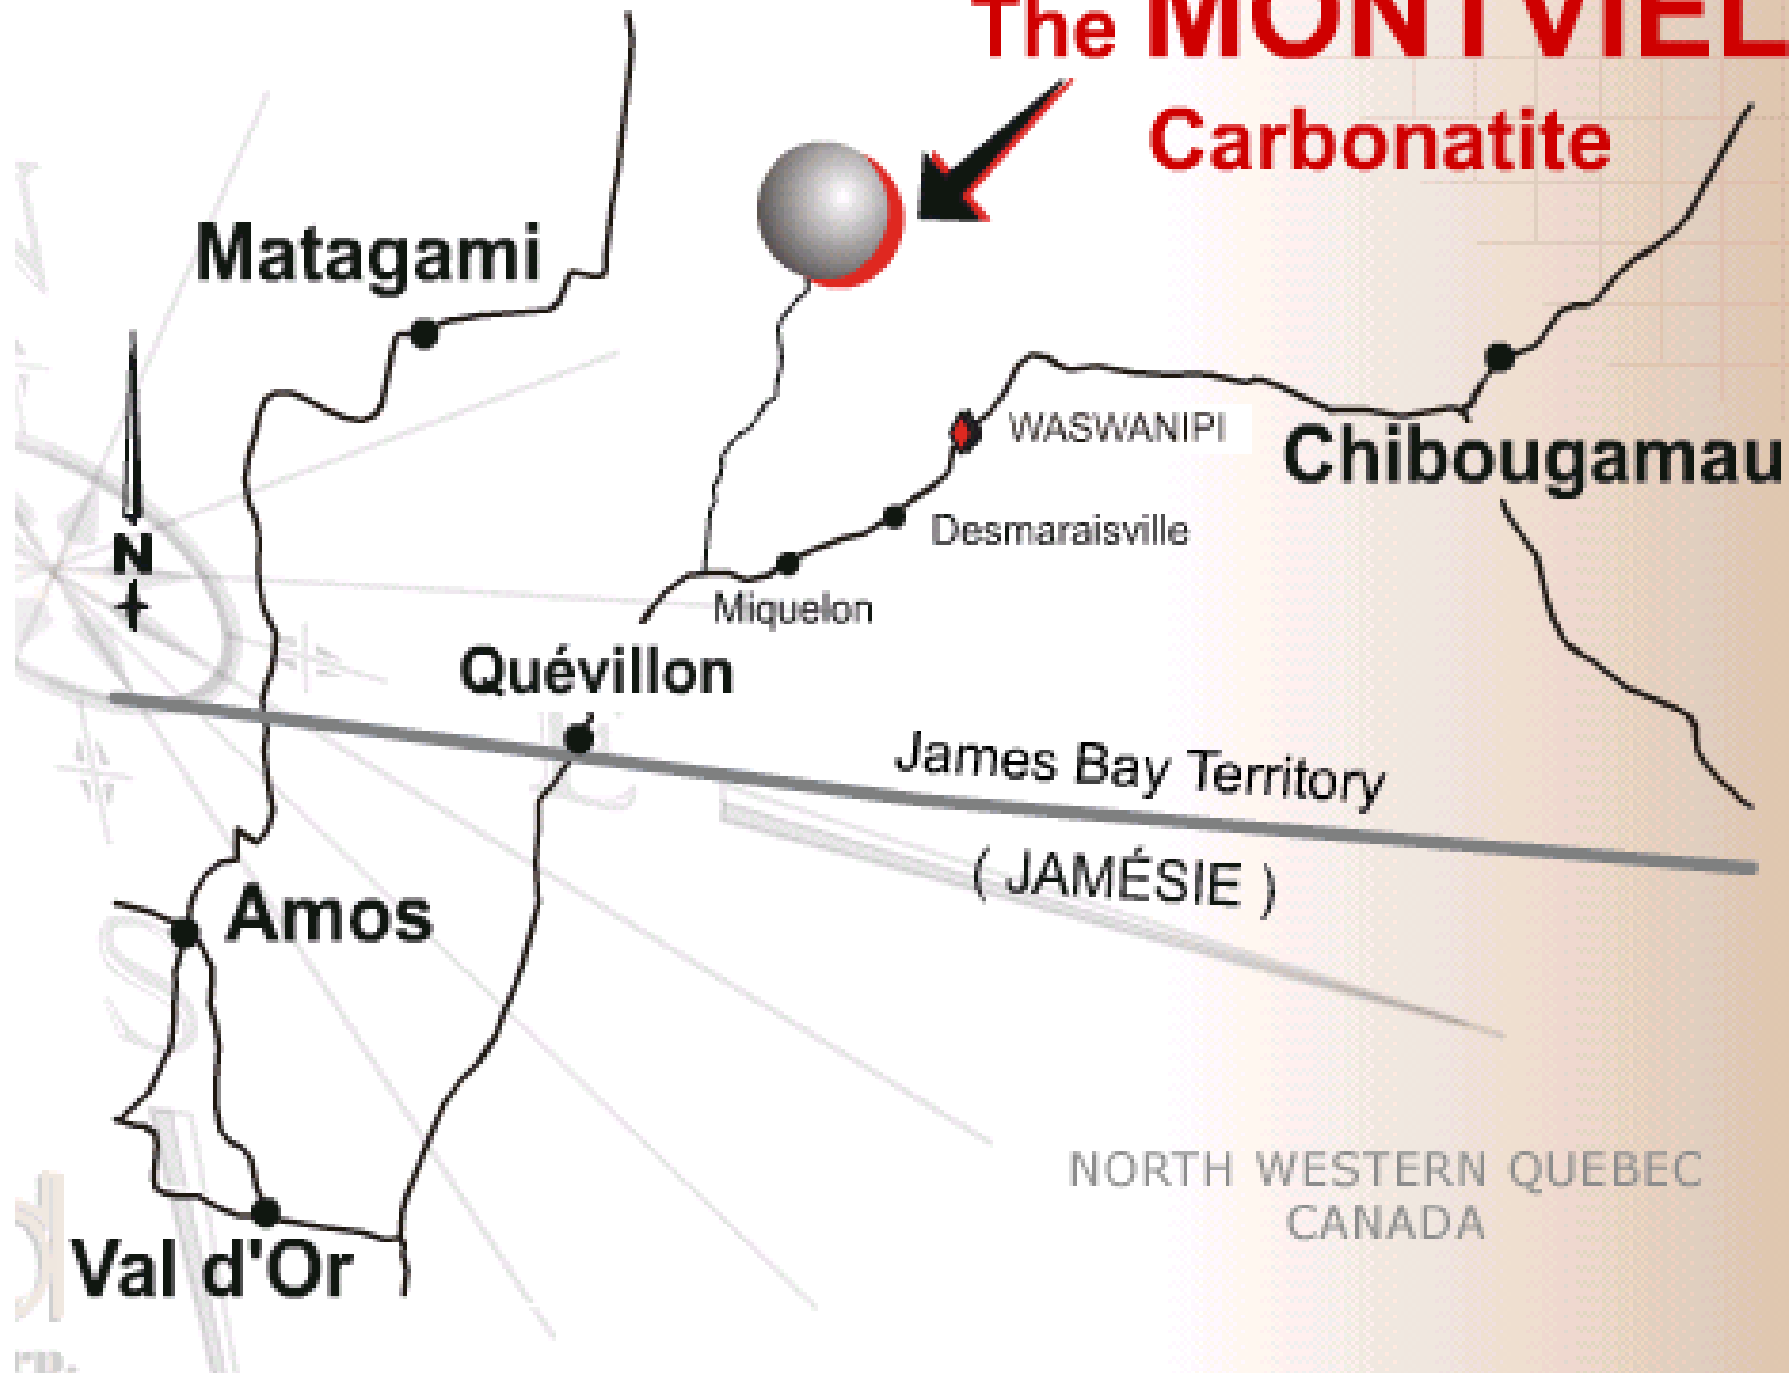 The MONTVIEL
Carbonatite
Matagami
WASWANIPI
Chibougamau
Desmaraisville
N
Miquelon
Quévillon
James Bay Territory
( JAMÉSIE )
Amos
NORTH WESTERN QUEBEC
CANADA
Val d'Or
rp.